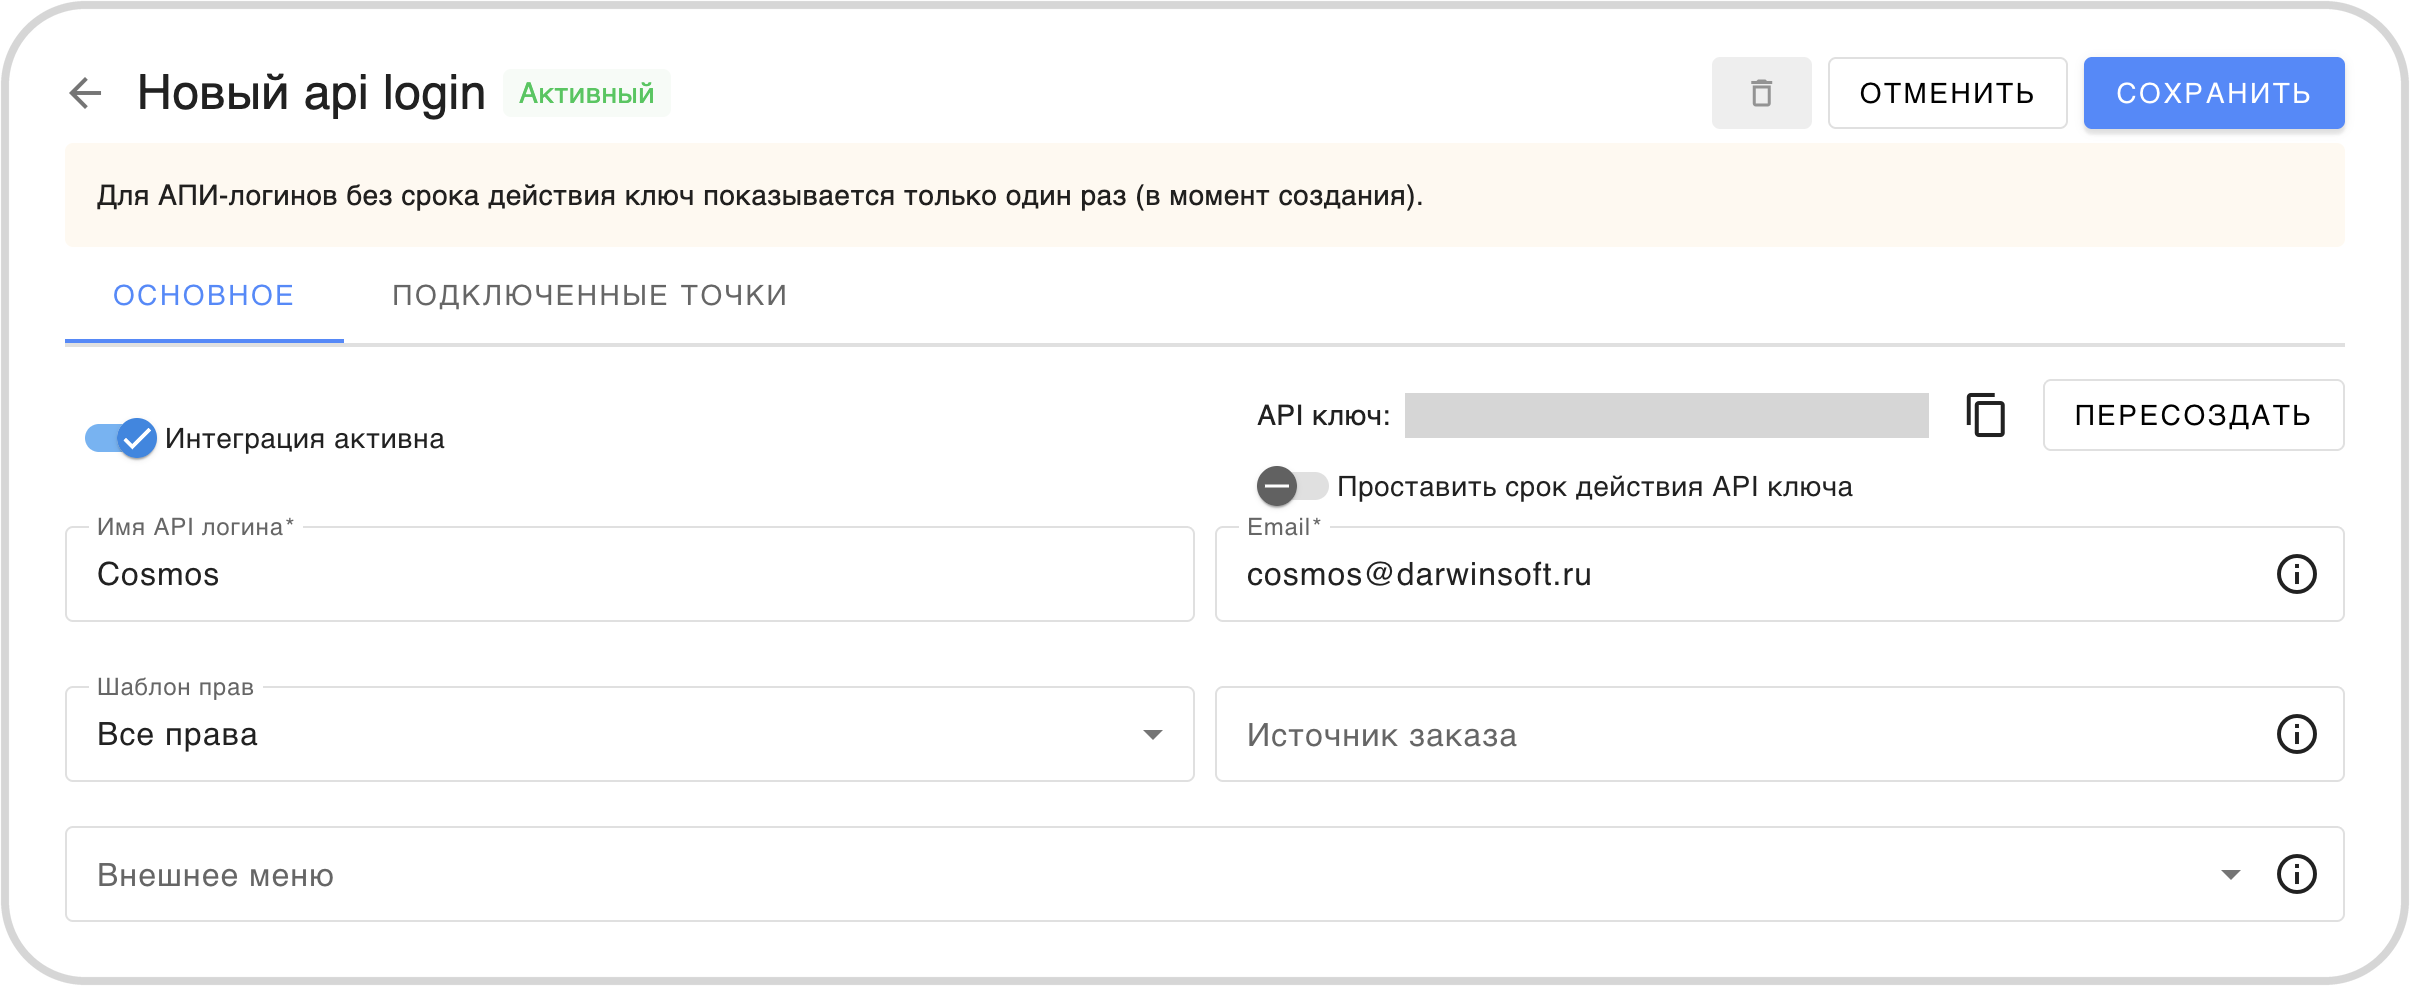 Новый api login
Активный
ОТМЕНИТЬ
СОХРАНИТЬ
Для АПИ-логинов без срока действия ключ показывается только один раз (в момент создания).
ОСНОВНОЕ
ПОДКЛЮЧЕННЫЕ ТОЧКИ
Интеграция активна
API ключ:
ПЕРЕСОЗДАТЬ
Проставить срок действия API ключа
Имя API логина*
Cosmos
Email*
cosmos@darwinsoft.ru
Шаблон прав
Все права
Источник заказа
Внешнее меню